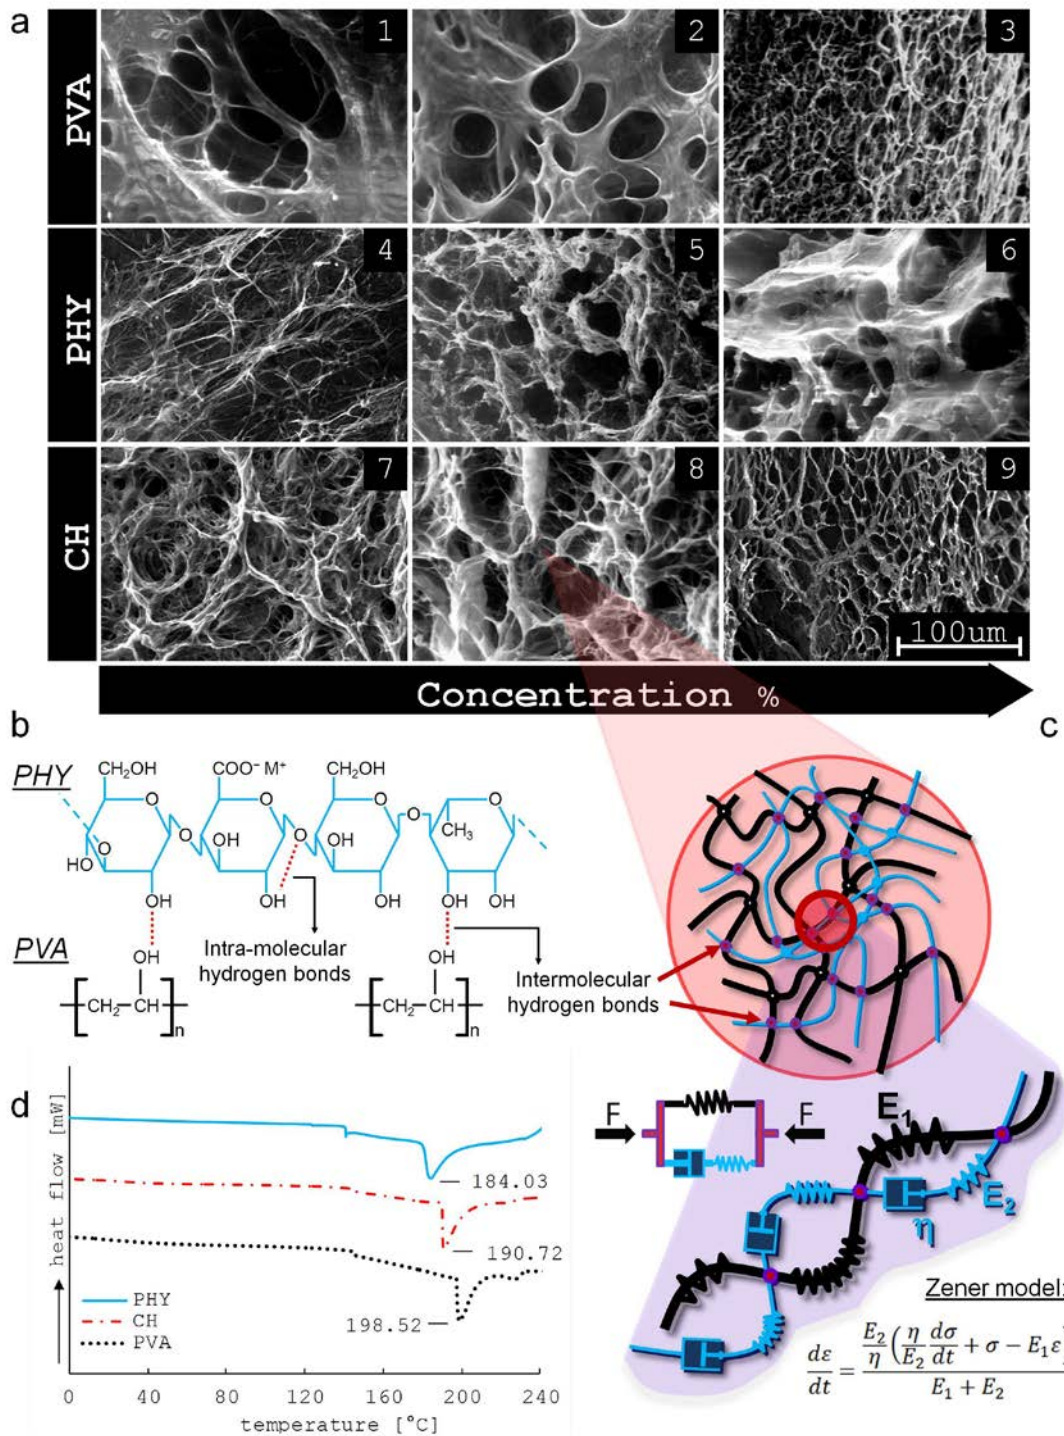 a
PVA
1
2
3
PHY
4
5
6
CH
7
8
9
100um
Concentration %
b
c
PHY
CH₂OH
COO⁻ M⁺
CH₂OH
O
O
O
O
O
O
O
CH₃
HO
O
OH
OH
OH
OH
OH
OH
OH
OH
PVA
OH
OH
Intra-molecular
hydrogen bonds
Intermolecular
hydrogen bonds
CH₂
CH
n
CH₂
CH
n
d
heat flow [mW]
184.03
190.72
198.52
PHY
CH
PVA
0
40
80
120
160
200
240
temperature [°C]
F
F
E₁
E₂
η
Zener model:
dε/dt = E₂/η (η/E₂ dσ/dt + σ − E₁ε) / E₁ + E₂